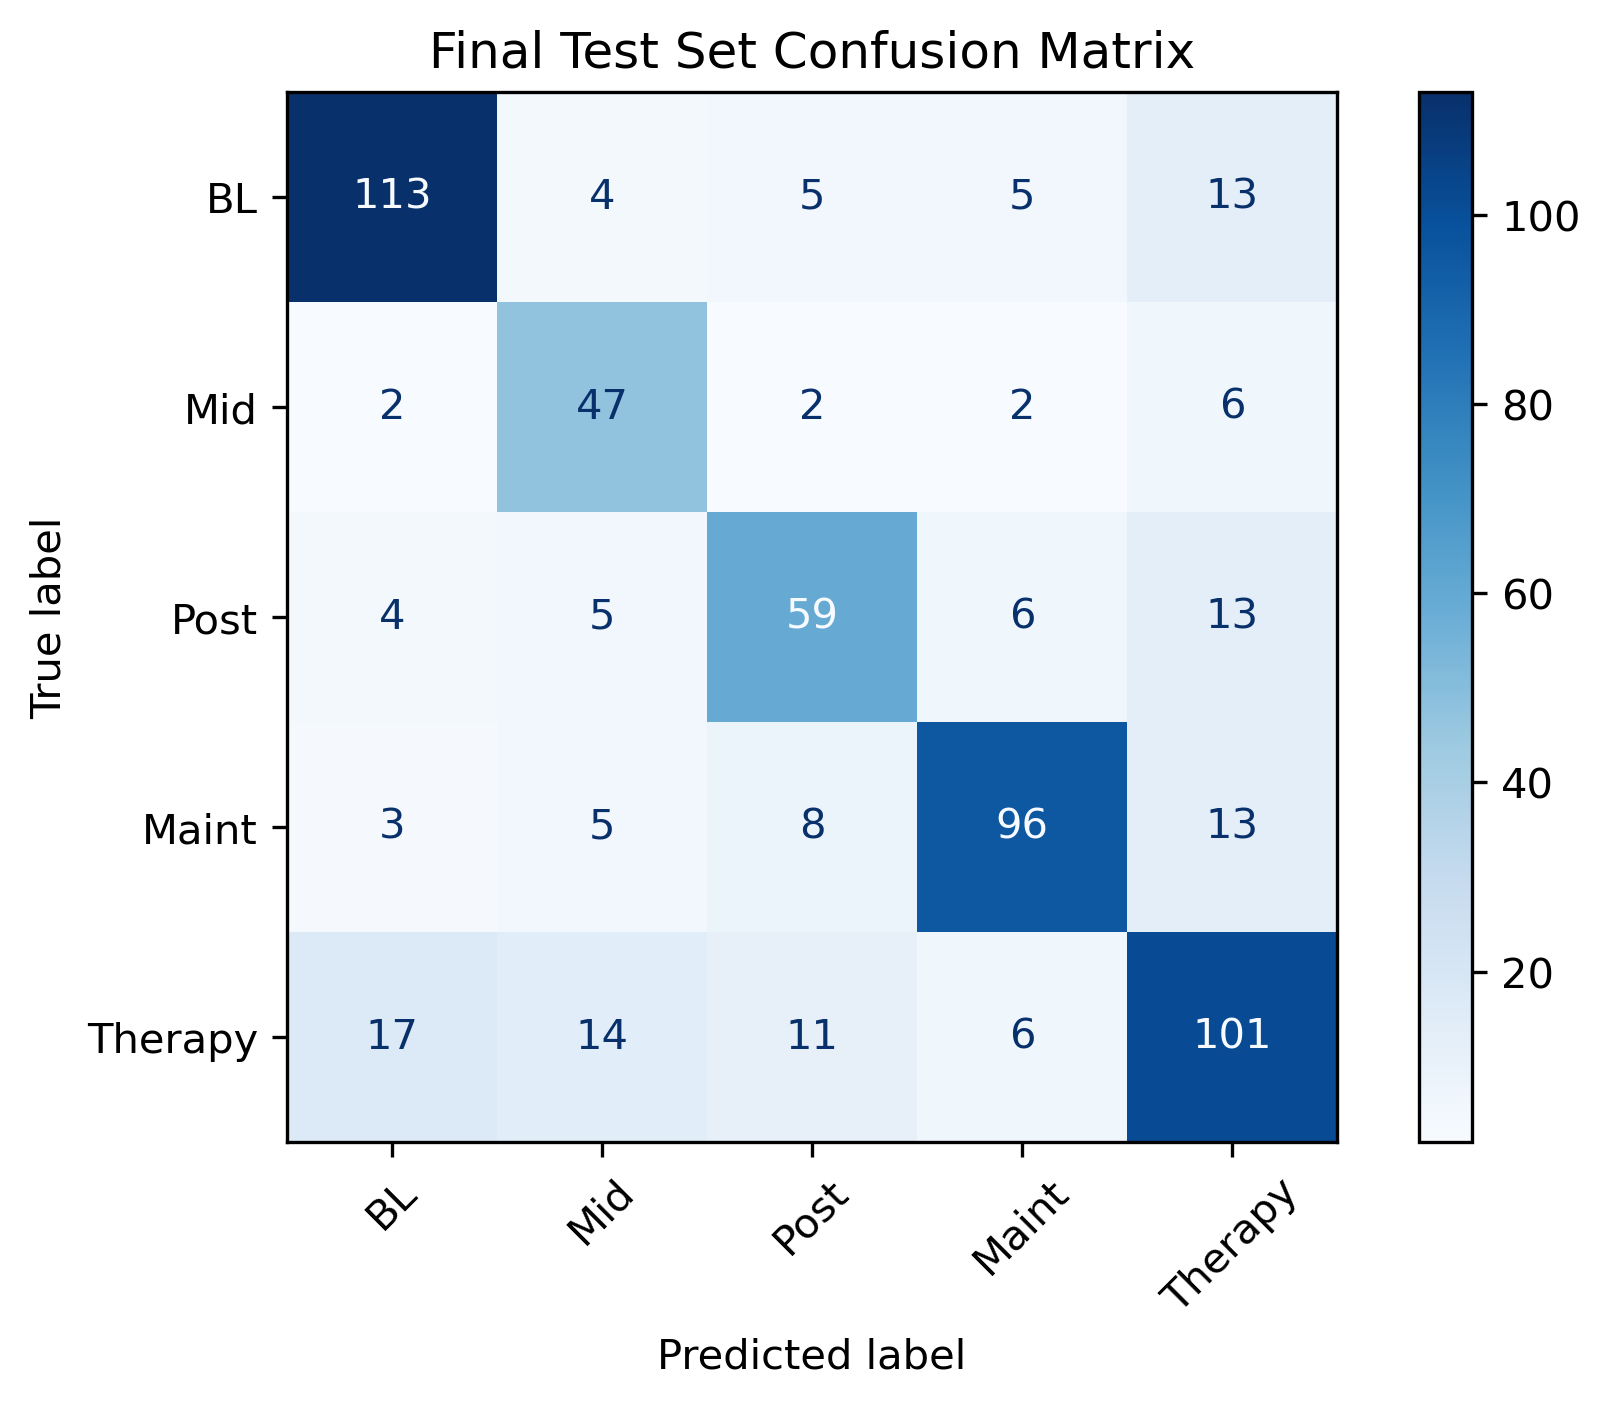 Final Test Set Confusion Matrix
True label
BL 113 4 5 5 13
Mid 2 47 2 2 6
Post 4 5 59 6 13
Maint 3 5 8 96 13
Therapy 17 14 11 6 101
BL Mid Post Maint Therapy
Predicted label
100
80
60
40
20